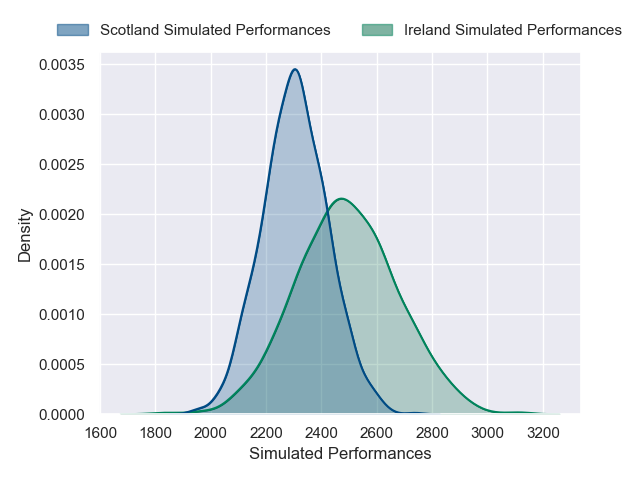 Scotland Simulated Performances Ireland Simulated Performances
0.0035
0.0030
0.0025
0.0020
0.0015
0.0010
0.0005
0.0000
Density
1600 1800 2000 2200 2400 2600 2800 3000 3200
Simulated Performances